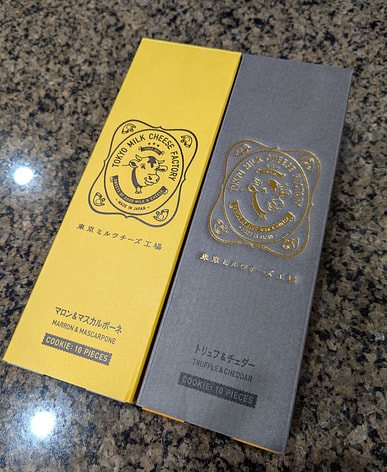 TOKYO MILK CHEESE FACTORY
MADE IN JAPAN
東京ミルクチーズ工場
マロン&マスカルポーネ
MARRON & MASCARPONE
COOKIE: 10 PIECES
TOKYO MILK CHEESE FACTORY
東京ミルクチーズ工場
トリュフ&チェダー
TRUFFLE & CHEDDAR
COOKIE: 10 PIECES